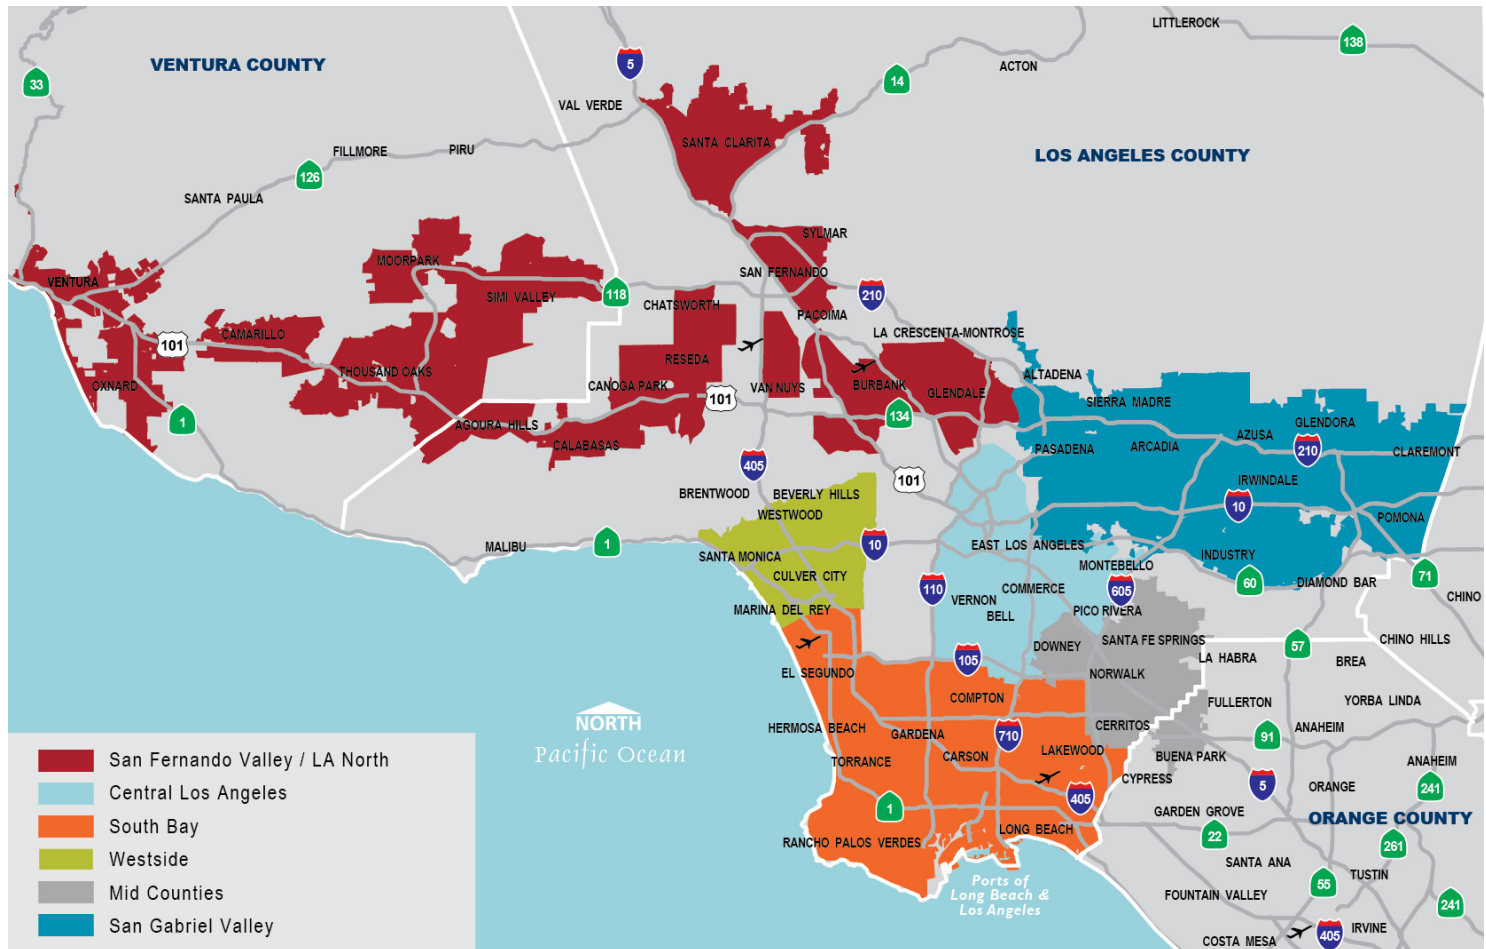 LITTLEROCK
138
VENTURA COUNTY
5
ACTON
14
33
VAL VERDE
SANTA CLARITA
FILLMORE
PIRU
LOS ANGELES COUNTY
126
SANTA PAULA
SYLMAR
MOORPARK
SAN FERNANDO
VENTURA
SIMI VALLEY
118
CHATSWORTH
210
PACOIMA
LA CRESCENTA-MONTROSE
CAMARILLO
101
RESEDA
THOUSAND OAKS
ALTADENA
OXNARD
CANOGA PARK
VAN NUYS
BURBANK
GLENDALE
101
SIERRA MADRE
134
1
AGOURA HILLS
GLENDORA
AZUSA
CALABASAS
PASADENA
ARCADIA
210
CLAREMONT
405
101
IRWINDALE
BRENTWOOD
BEVERLY HILLS
10
WESTWOOD
POMONA
MALIBU
1
SANTA MONICA
10
EAST LOS ANGELES
INDUSTRY
MONTEBELLO
CULVER CITY
60
DIAMOND BAR
71
110
VERNON
COMMERCE
605
CHINO
MARINA DEL REY
BELL
PICO RIVERA
DOWNEY
SANTA FE SPRINGS
57
CHINO HILLS
105
LA HABRA
BREA
EL SEGUNDO
NORWALK
COMPTON
FULLERTON
YORBA LINDA
NORTH
Pacific Ocean
HERMOSA BEACH
GARDENA
710
CERRITOS
91
ANAHEIM
LAKEWOOD
CARSON
TORRANCE
BUENA PARK
ANAHEIM
CYPRESS
5
ORANGE
241
405
1
GARDEN GROVE
ORANGE COUNTY
LONG BEACH
22
RANCHO PALOS VERDES
261
SANTA ANA
TUSTIN
Ports of
Long Beach &
Los Angeles
55
FOUNTAIN VALLEY
241
COSTA MESA
405
IRVINE
San Fernando Valley / LA North
Central Los Angeles
South Bay
Westside
Mid Counties
San Gabriel Valley